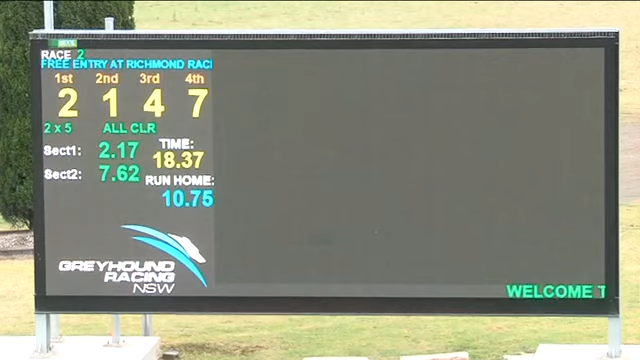 RACE 2
FREE ENTRY AT RICHMOND RACI
1st 2nd 3rd 4th
2 1 4 7
2 x 5 ALL CLR
Sect1: 2.17 TIME: 18.37
Sect2: 7.62 RUN HOME: 10.75
GREYHOUND
RACING
NSW
WELCOME T